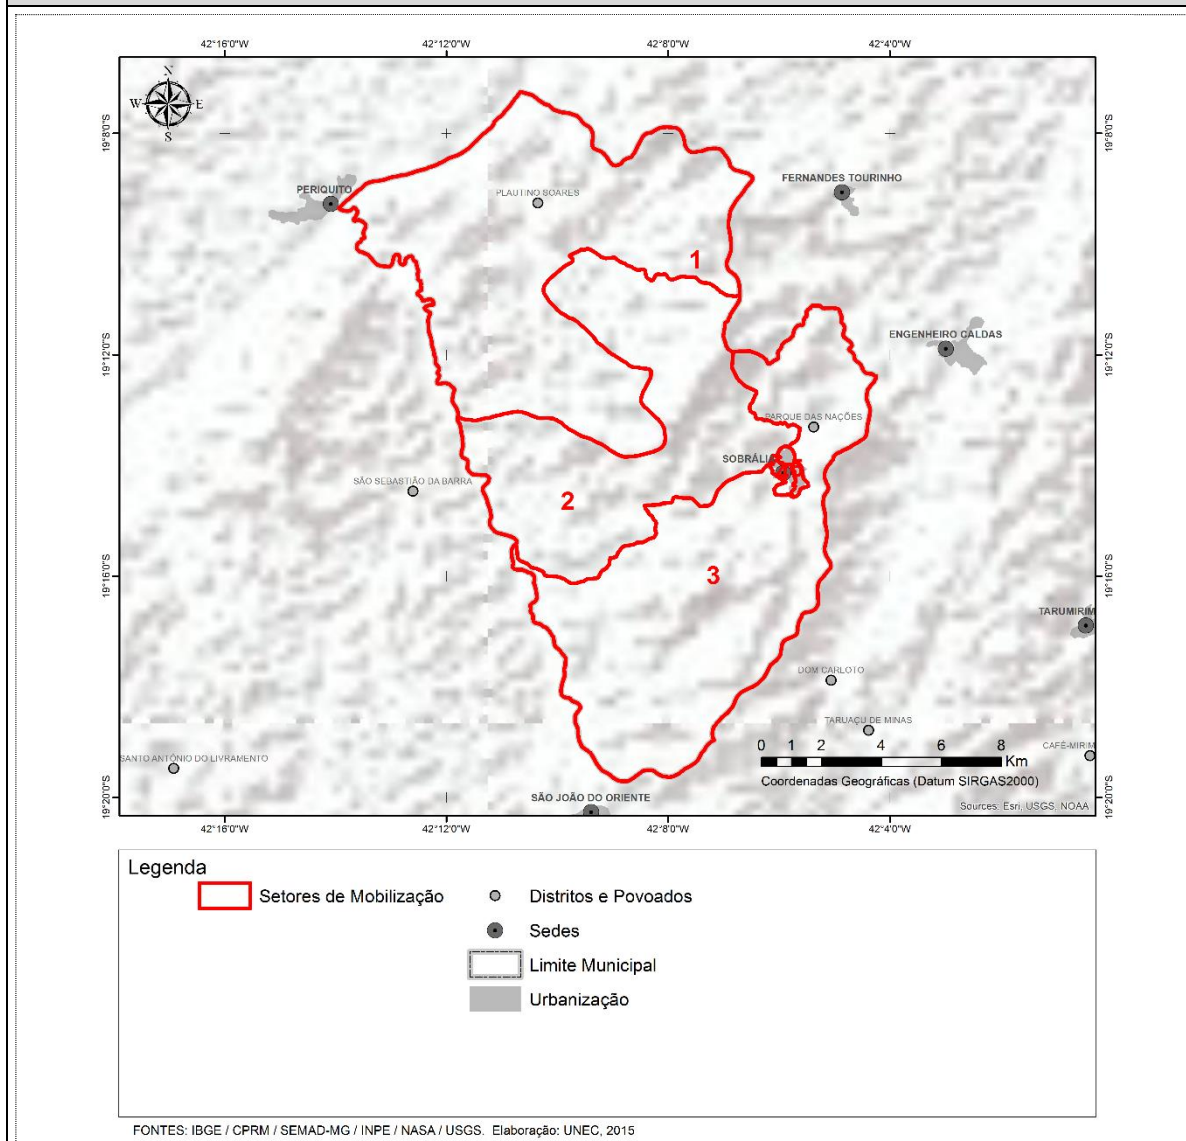 42°16'0"W 42°12'0"W 42°8'0"W 42°4'0"W
N
W E
S
19°8'0"S 19°8'0"S
PERIQUITO
PLAUTINO SOARES
FERNANDES TOURINHO
1
ENGENHEIRO CALDAS
19°12'0"S 19°12'0"S
PARQUE DAS NAÇÕES
SOBRÁLIA
SÃO SEBASTIÃO DA BARRA
2
3
19°16'0"S 19°16'0"S
TARUMIRIM
DOM CARLOTO
TARUAÇU DE MINAS
CAFÉ-MIRIM
SANTO ANTÔNIO DO LIVRAMENTO
0 1 2 4 6 8
Km
Coordenadas Geográficas (Datum SIRGAS2000)
SÃO JOÃO DO ORIENTE
Sources: Esri, USGS, NOAA
19°20'0"S 19°20'0"S
42°16'0"W 42°12'0"W 42°8'0"W 42°4'0"W
Legenda
Setores de Mobilização
Distritos e Povoados
Sedes
Limite Municipal
Urbanização
FONTES: IBGE / CPRM / SEMAD-MG / INPE / NASA / USGS. Elaboração: UNEC, 2015